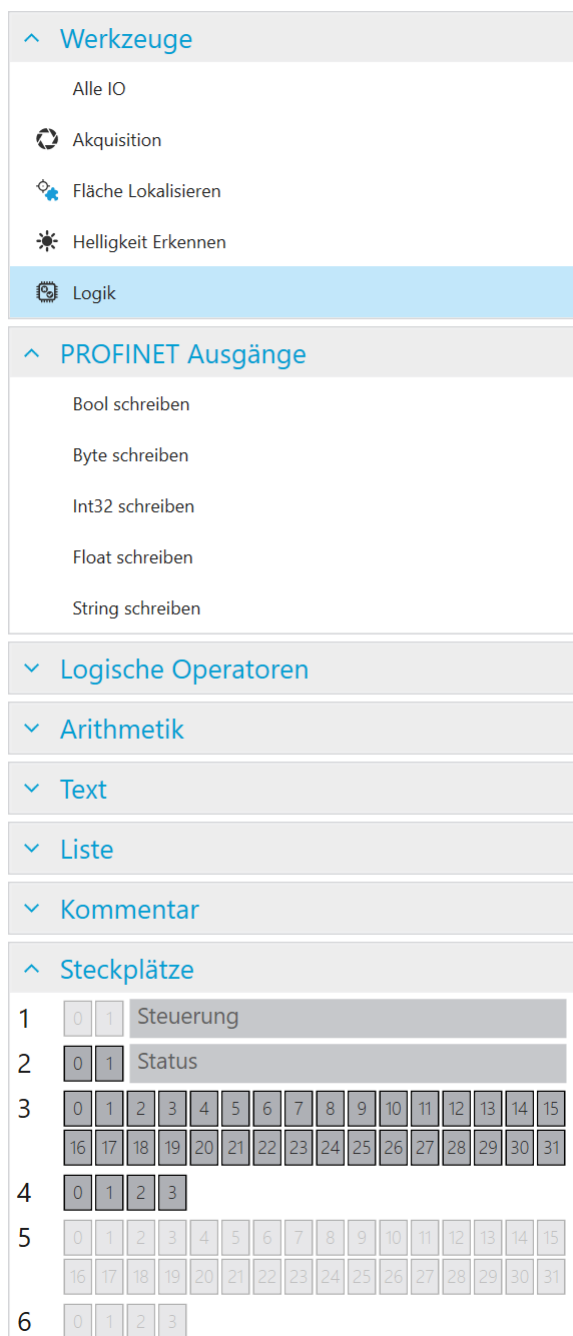 Werkzeuge
Alle IO
Akquisition
Fläche Lokalisieren
Helligkeit Erkennen
Logik
PROFINET Ausgänge
Bool schreiben
Byte schreiben
Int32 schreiben
Float schreiben
String schreiben
Logische Operatoren
Arithmetik
Text
Liste
Kommentar
Steckplätze
1 0 1 Steuerung
2 0 1 Status
3 0 1 2 3 4 5 6 7 8 9 10 11 12 13 14 15
16 17 18 19 20 21 22 23 24 25 26 27 28 29 30 31
4 0 1 2 3
5 0 1 2 3 4 5 6 7 8 9 10 11 12 13 14 15
16 17 18 19 20 21 22 23 24 25 26 27 28 29 30 31
6 0 1 2 3